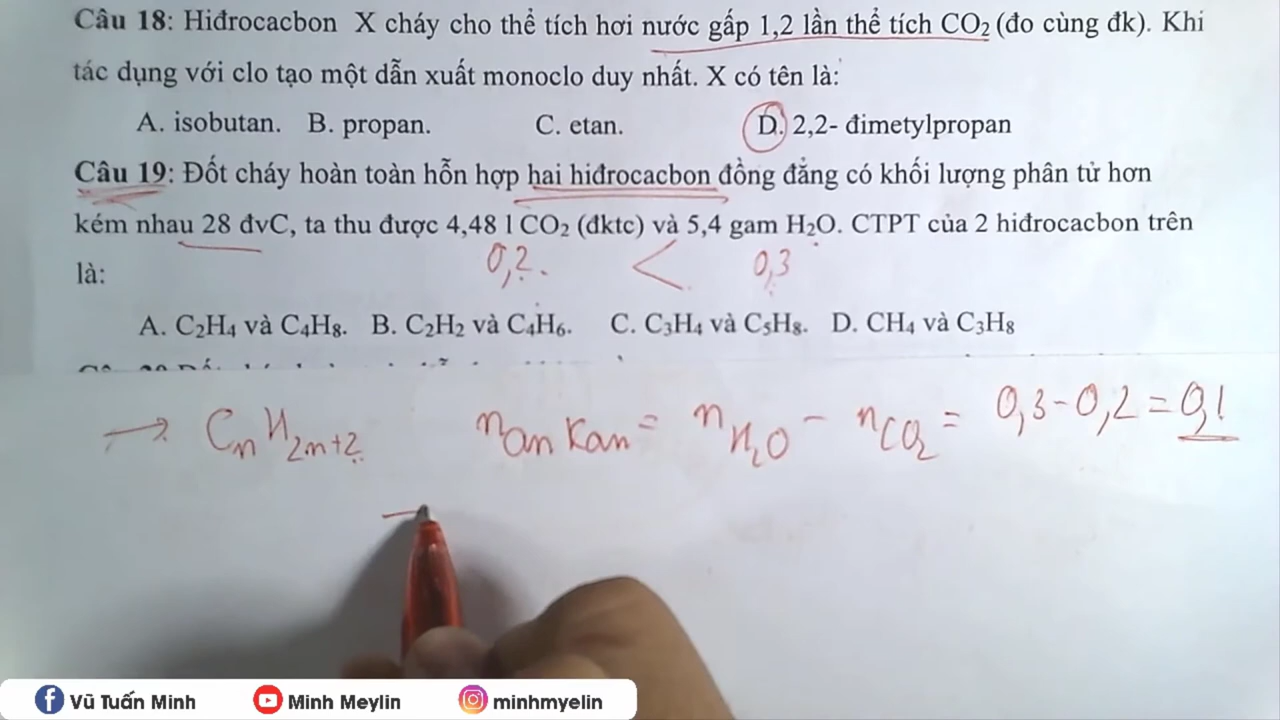 Câu 18: Hiđrocacbon X cháy cho thể tích hơi nước gấp 1,2 lần thể tích CO2 (đo cùng đk). Khi
tác dụng với clo tạo một dẫn xuất monoclo duy nhất. X có tên là:
A. isobutan. B. propan. C. etan. D. 2,2- đimetylpropan
Câu 19: Đốt cháy hoàn toàn hỗn hợp hai hiđrocacbon đồng đẳng có khối lượng phân tử hơn
kém nhau 28 đvC, ta thu được 4,48 l CO2 (đktc) và 5,4 gam H2O. CTPT của 2 hiđrocacbon trên
là:
0,2. < 0,3
A. C2H4 và C4H8. B. C2H2 và C4H6. C. C3H4 và C5H8. D. CH4 và C3H8
→ CnH2n+2 nankan = nH2O - nCO2 = 0,3-0,2 = 0,1
Vũ Tuấn Minh Minh Meylin minhmyelin